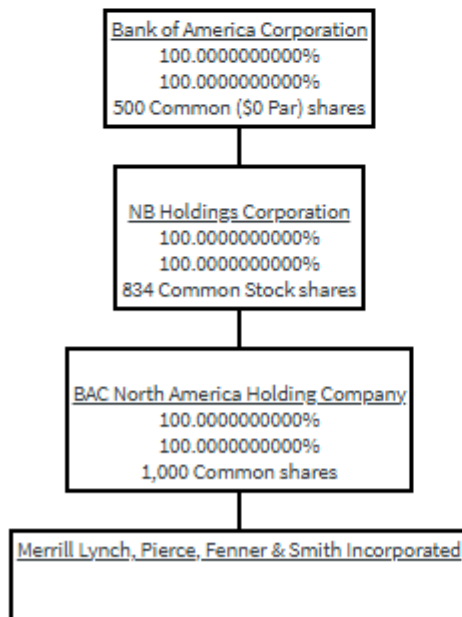 Bank of America Corporation
100.0000000000%
100.0000000000%
500 Common ($0 Par) shares
NB Holdings Corporation
100.0000000000%
100.0000000000%
834 Common Stock shares
BAC North America Holding Company
100.0000000000%
100.0000000000%
1,000 Common shares
Merrill Lynch, Pierce, Fenner & Smith Incorporated